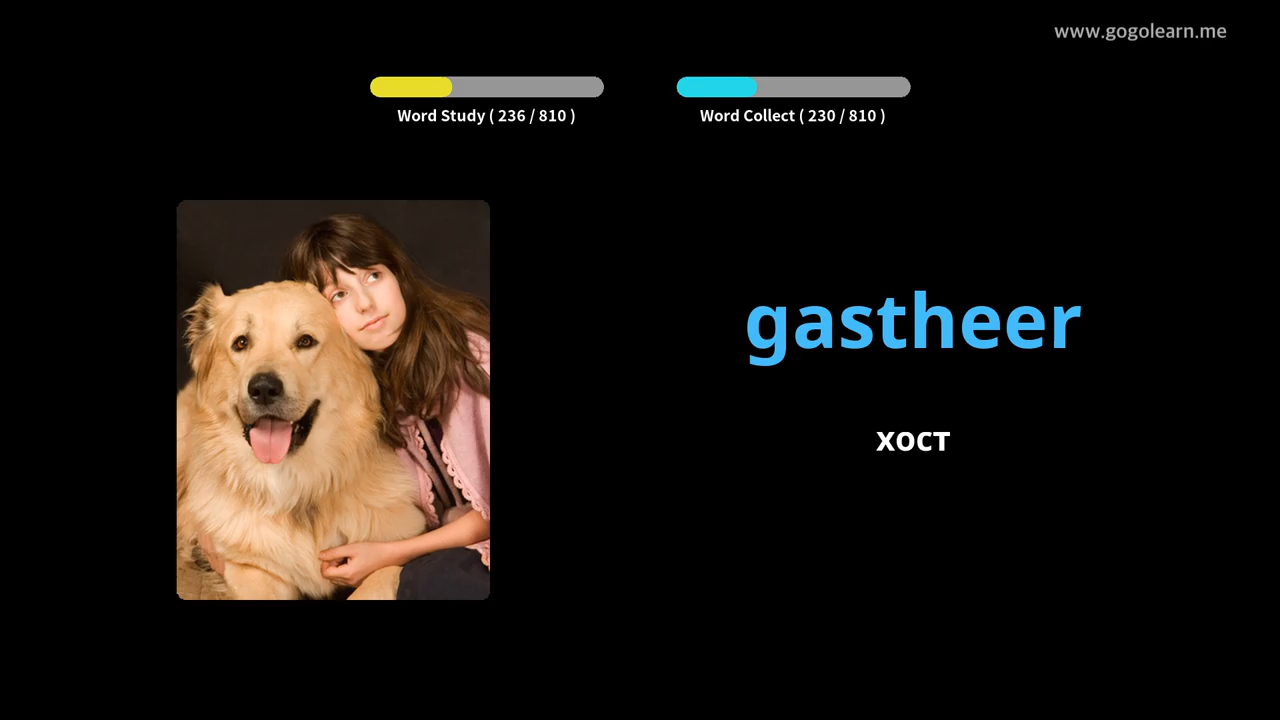 www.gogolearn.me
Word Study ( 236 / 810 )
Word Collect ( 230 / 810 )
gastheer
хост